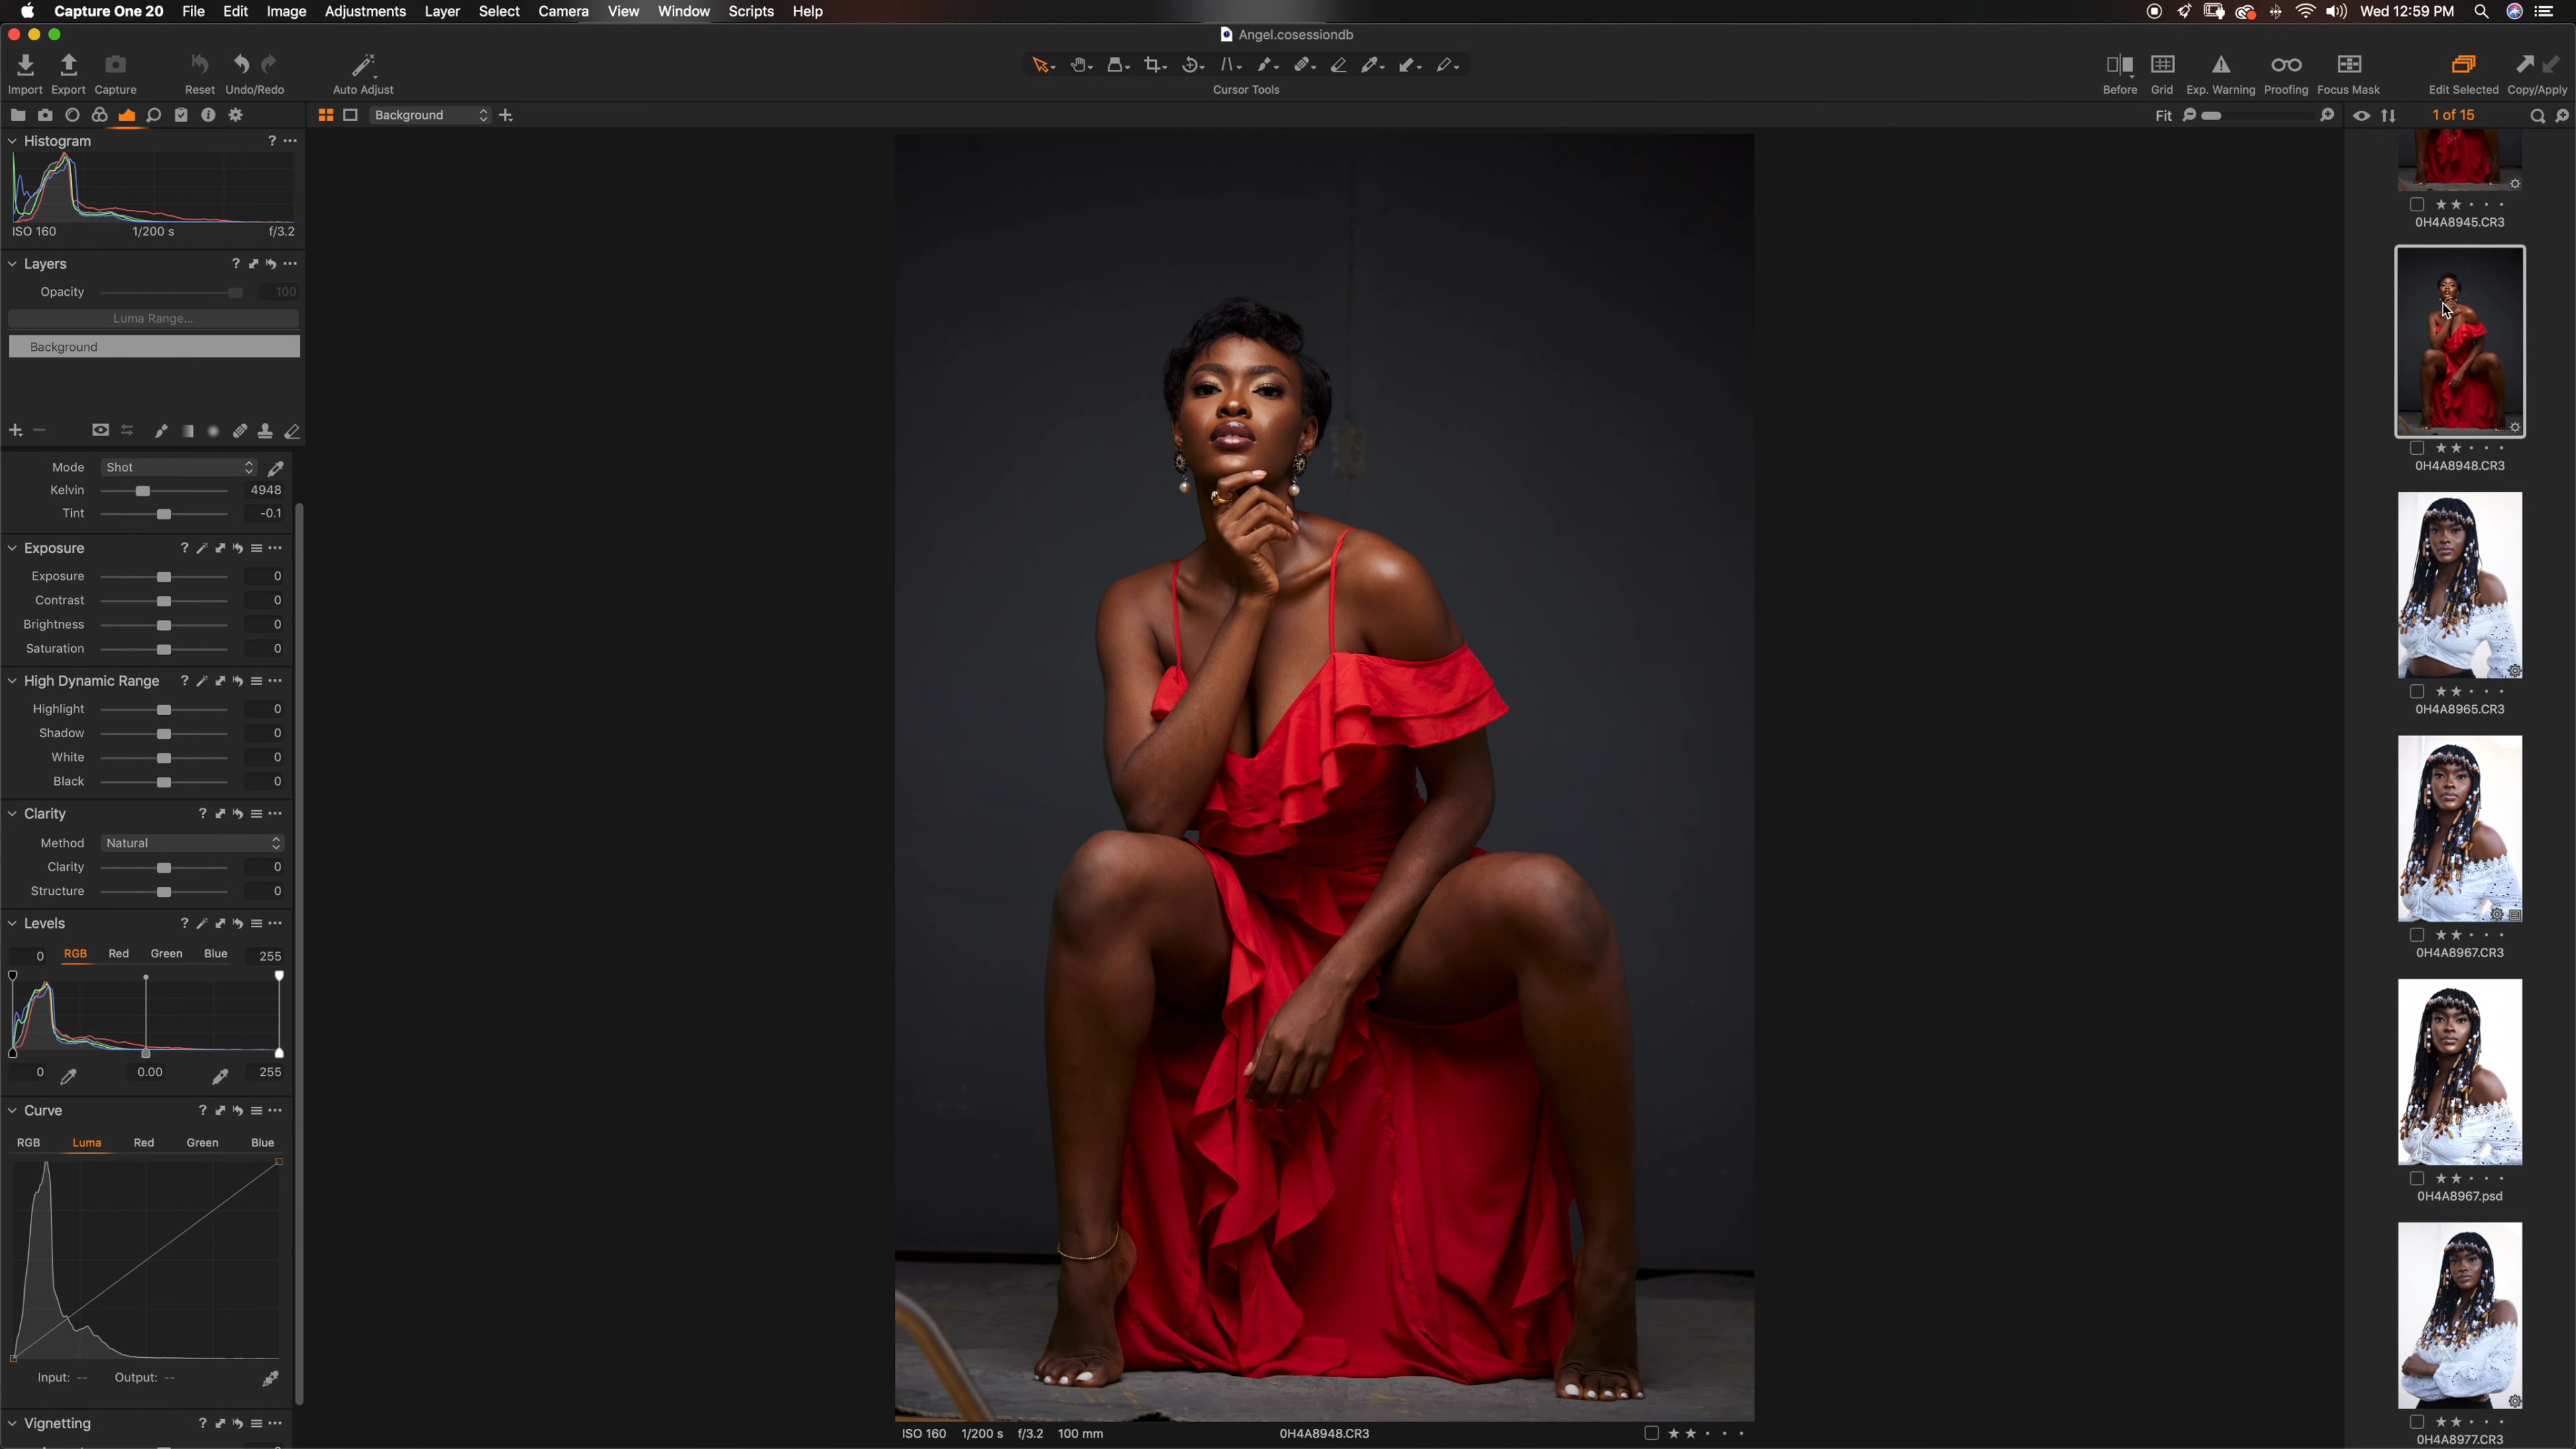 Capture One 20 File Edit Image Adjustments Layer Select Camera View Window Scripts Help Wed 12:59 PM
Angel.cosessiondb
Import Export Capture Reset Undo/Redo Auto Adjust Cursor Tools Before Grid Exp. Warning Proofing Focus Mask Edit Selected Copy/Apply
Background Fit 1 of 15
Histogram ?
ISO 160 1/200 s f/3.2
Layers ?
Opacity 100
Luma Range...
Background
Mode Shot
Kelvin 4948
Tint -0.1
Exposure ?
Exposure 0
Contrast 0
Brightness 0
Saturation 0
High Dynamic Range ?
Highlight 0
Shadow 0
White 0
Black 0
Clarity ?
Method Natural
Clarity 0
Structure 0
Levels ?
0 RGB Red Green Blue 255
0 0.00 255
Curve ?
RGB Luma Red Green Blue
Input: -- Output: --
Vignetting ?
ISO 160 1/200 s f/3.2 100 mm 0H4A8948.CR3
0H4A8945.CR3
0H4A8948.CR3
0H4A8965.CR3
0H4A8967.CR3
0H4A8967.psd
0H4A8977.CR3